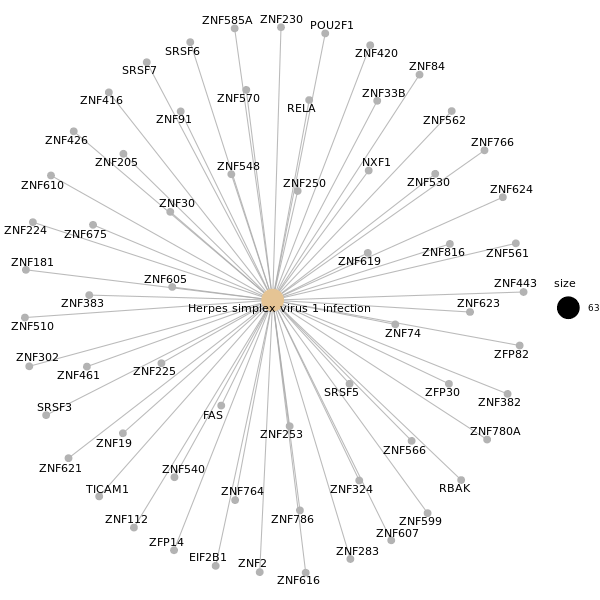 ZNF585A
ZNF230
POU2F1
SRSF6
ZNF420
SRSF7
ZNF84
ZNF416
ZNF570
RELA
ZNF33B
ZNF91
ZNF562
ZNF426
ZNF766
ZNF205
ZNF548
NXF1
ZNF610
ZNF250
ZNF530
ZNF624
ZNF30
ZNF224
ZNF675
ZNF816
ZNF561
ZNF181
ZNF619
ZNF605
ZNF443
size
ZNF383
Herpes simplex virus 1 infection
ZNF623
63
ZNF510
ZNF74
ZNF302
ZFP82
ZNF461
ZNF225
SRSF5
ZFP30
ZNF382
SRSF3
FAS
ZNF253
ZNF780A
ZNF19
ZNF566
ZNF621
ZNF540
TICAM1
ZNF764
ZNF324
RBAK
ZNF112
ZNF786
ZNF599
ZFP14
ZNF607
EIF2B1
ZNF2
ZNF283
ZNF616